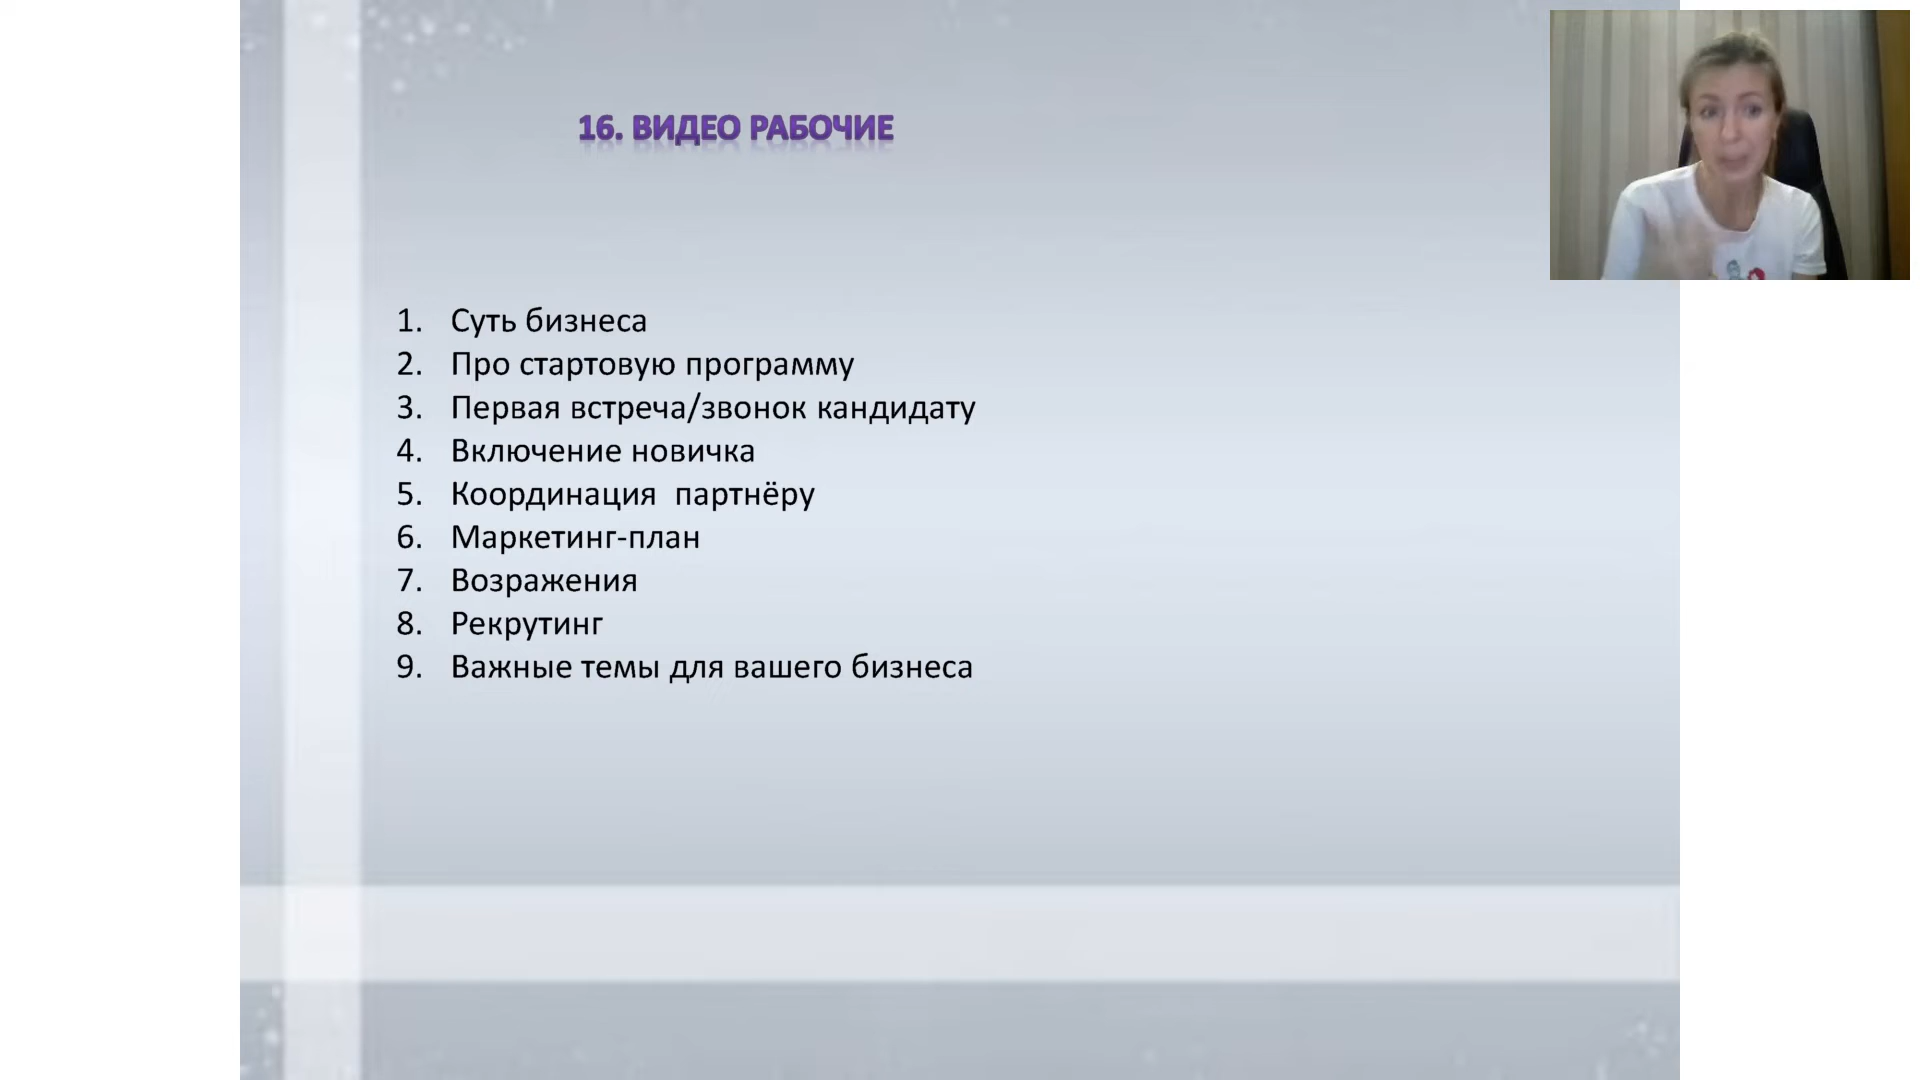 16. ВИДЕО РАБОЧИЕ
1. Суть бизнеса
2. Про стартовую программу
3. Первая встреча/звонок кандидату
4. Включение новичка
5. Координация  партнёру
6. Маркетинг-план
7. Возражения
8. Рекрутинг
9. Важные темы для вашего бизнеса